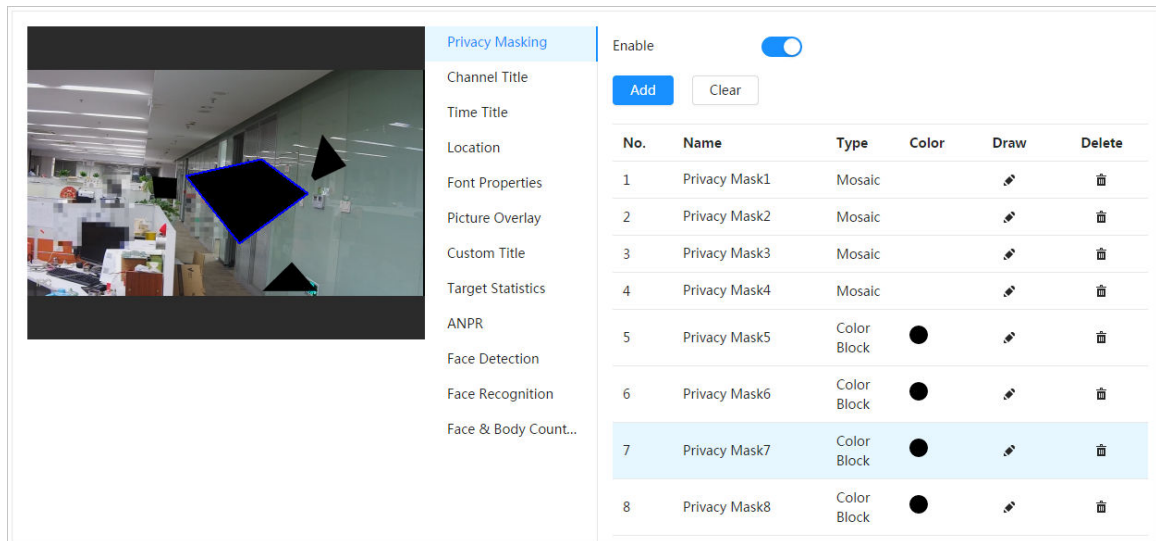 Privacy Masking
Channel Title
Time Title
Location
Font Properties
Picture Overlay
Custom Title
Target Statistics
ANPR
Face Detection
Face Recognition
Face & Body Count...
Enable
Add Clear
No. Name Type Color Draw Delete
1 Privacy Mask1 Mosaic
2 Privacy Mask2 Mosaic
3 Privacy Mask3 Mosaic
4 Privacy Mask4 Mosaic
5 Privacy Mask5 Color
Block
6 Privacy Mask6 Color
Block
7 Privacy Mask7 Color
Block
8 Privacy Mask8 Color
Block